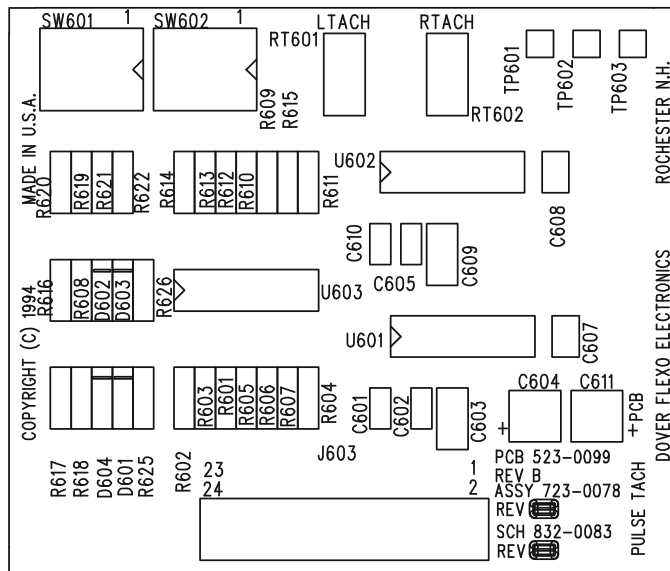 SW601 1 SW602 1 LTACH RTACH
RT601
TP601
TP602
TP603
RT602
R609
R615
MADE IN U.S.A.
ROCHESTER N.H.
R620
R619
R621
R622
R614
R613
R612
R610
R611
U602
C608
C610
C605
C609
R616
R608
D602
D603
R626
U603
U601
C607
COPYRIGHT (C) 1994
DOVER FLEXO ELECTRONICS
R603
R601
R605
R606
R607
R604
C601
C602
C603
C604 C611
+ +PCB
R617
R618
D604
D601
R625
R602
J603
23 1
24 2
PCB 523-0099
REV B
ASSY 723-0078
REV
SCH 832-0083
REV
PULSE TACH